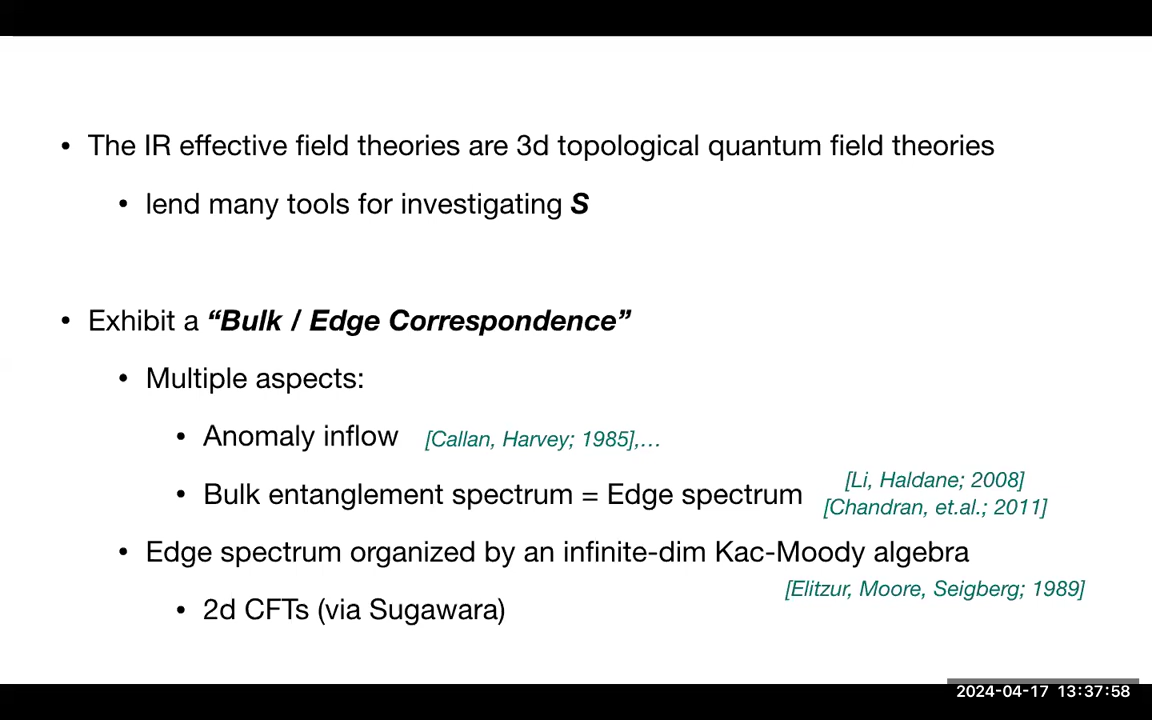 • The IR effective field theories are 3d topological quantum field theories
• lend many tools for investigating S
• Exhibit a “Bulk / Edge Correspondence”
• Multiple aspects:
• Anomaly inflow [Callan, Harvey; 1985],…
• Bulk entanglement spectrum = Edge spectrum [Li, Haldane; 2008]
[Chandran, et.al.; 2011]
• Edge spectrum organized by an infinite-dim Kac-Moody algebra
[Elitzur, Moore, Seigberg; 1989]
• 2d CFTs (via Sugawara)
2024-04-17 13:37:58